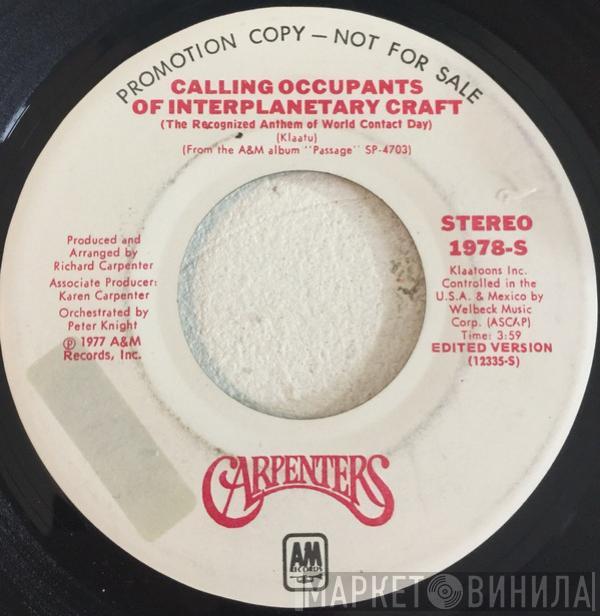 PROMOTION COPY — NOT FOR SALE
CALLING OCCUPANTS
OF INTERPLANETARY CRAFT
(The Recognized Anthem of World Contact Day)
(Klaatu)
(From the A&M album "Passage" SP-4703)
Produced and
Arranged by
Richard Carpenter
Associate Producer:
Karen Carpenter
Orchestrated by
Peter Knight
℗ 1977 A&M
Records, Inc.
STEREO
1978-S
Klaatoons Inc.
Controlled in the
U.S.A. & Mexico by
Welbeck Music
Corp. (ASCAP)
Time: 3:59
EDITED VERSION
(12335-S)
CARPENTERS
AM
RECORDS
МАРКЕТ ВИНИЛА